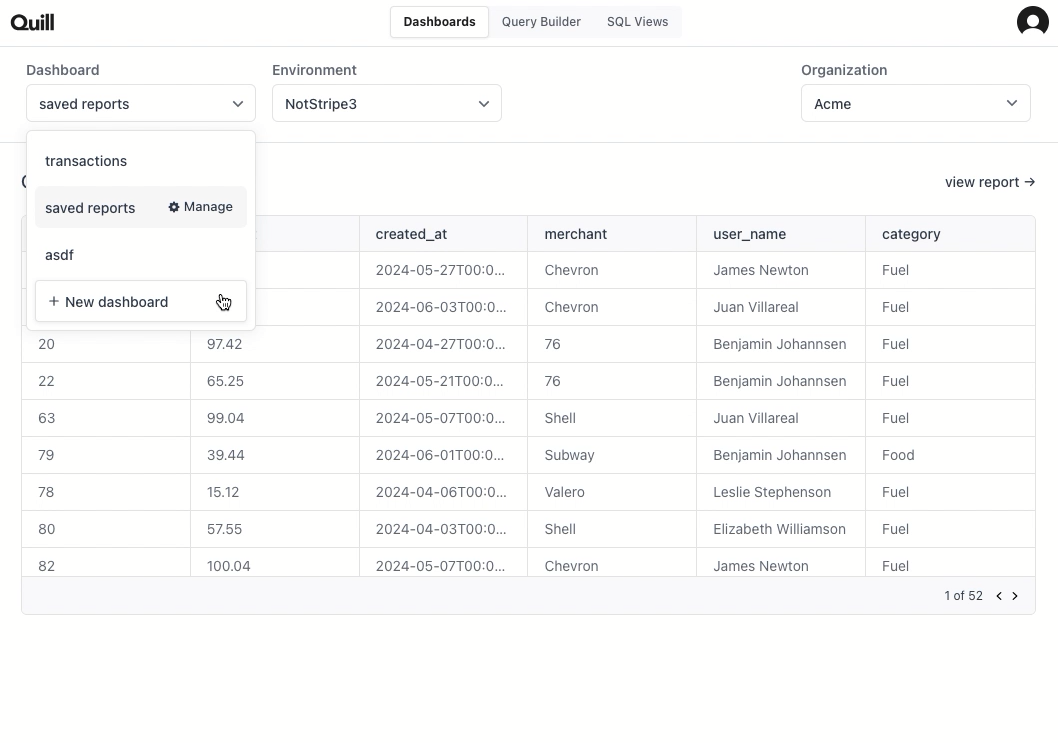 Quill
Dashboards Query Builder SQL Views
Dashboard Environment Organization
saved reports NotStripe3 Acme
transactions
view report →
saved reports Manage
created_at merchant user_name category
asdf
2024-05-27T00:0... Chevron James Newton Fuel
+ New dashboard
2024-06-03T00:0... Chevron Juan Villareal Fuel
20 97.42 2024-04-27T00:0... 76 Benjamin Johannsen Fuel
22 65.25 2024-05-21T00:0... 76 Benjamin Johannsen Fuel
63 99.04 2024-05-07T00:0... Shell Juan Villareal Fuel
79 39.44 2024-06-01T00:0... Subway Benjamin Johannsen Food
78 15.12 2024-04-06T00:0... Valero Leslie Stephenson Fuel
80 57.55 2024-04-03T00:0... Shell Elizabeth Williamson Fuel
82 100.04 2024-05-07T00:0... Chevron James Newton Fuel
1 of 52 < >